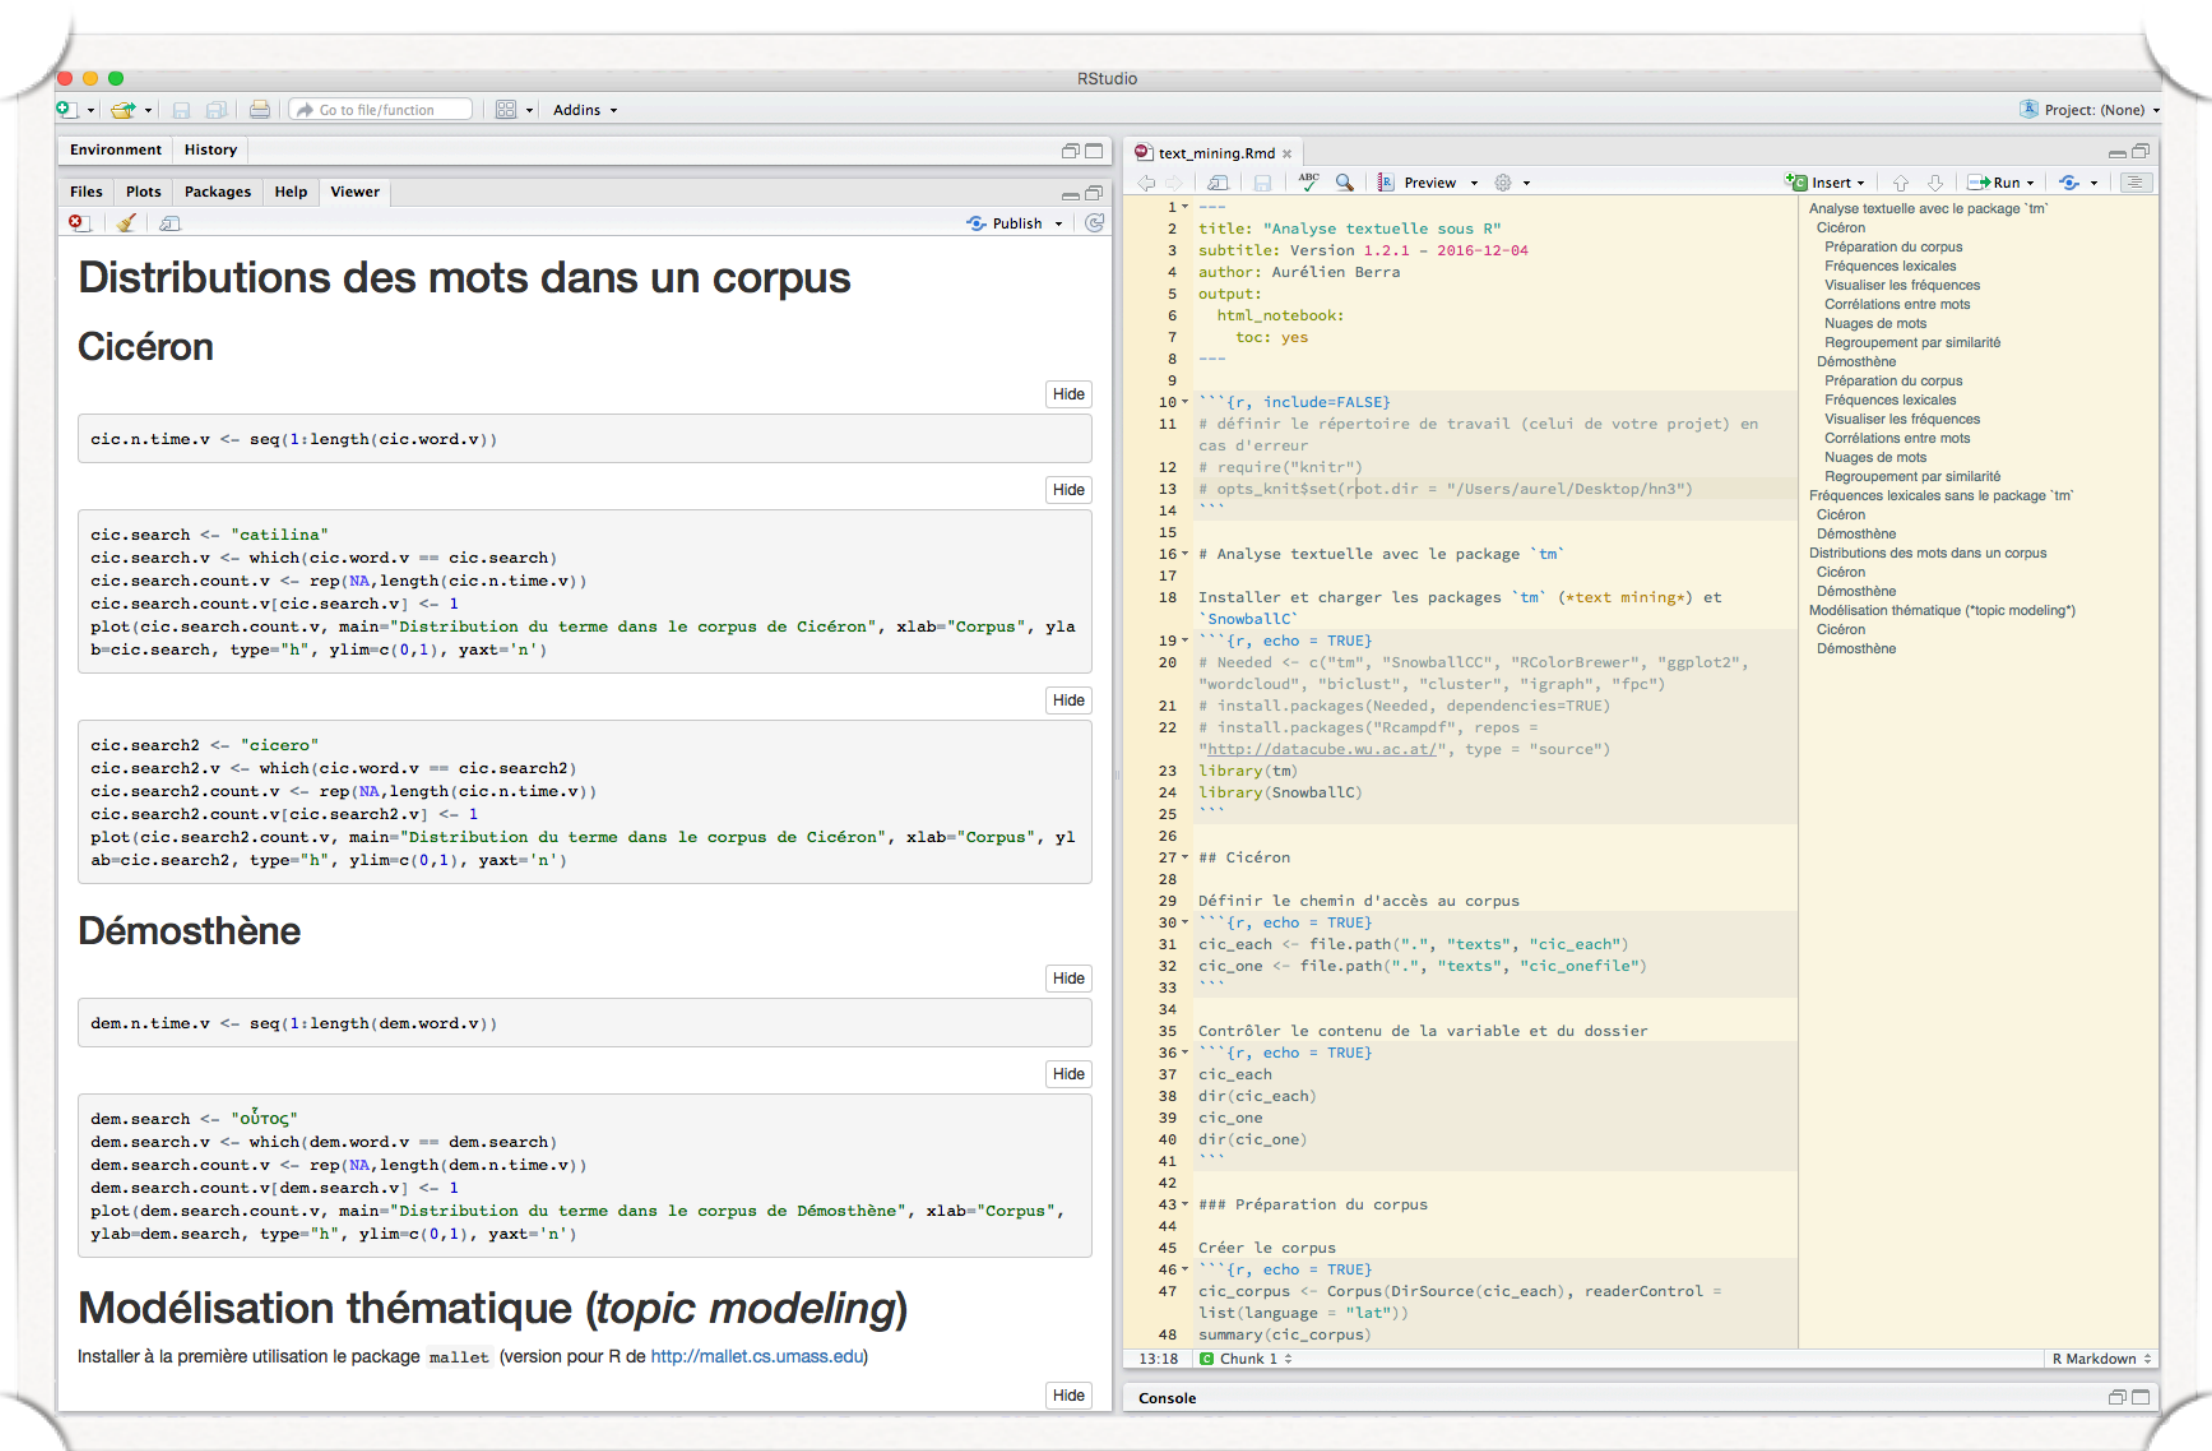 RStudio
Go to file/function
Addins
Project: (None)
Environment History
Files Plots Packages Help Viewer
Publish
Distributions des mots dans un corpus
Cicéron
Hide
cic.n.time.v <- seq(1:length(cic.word.v))
Hide
cic.search <- "catilina"
cic.search.v <- which(cic.word.v == cic.search)
cic.search.count.v <- rep(NA,length(cic.n.time.v))
cic.search.count.v[cic.search.v] <- 1
plot(cic.search.count.v, main="Distribution du terme dans le corpus de Cicéron", xlab="Corpus", yla
b=cic.search, type="h", ylim=c(0,1), yaxt='n')
Hide
cic.search2 <- "cicero"
cic.search2.v <- which(cic.word.v == cic.search2)
cic.search2.count.v <- rep(NA,length(cic.n.time.v))
cic.search2.count.v[cic.search2.v] <- 1
plot(cic.search2.count.v, main="Distribution du terme dans le corpus de Cicéron", xlab="Corpus", yl
ab=cic.search2, type="h", ylim=c(0,1), yaxt='n')
Démosthène
Hide
dem.n.time.v <- seq(1:length(dem.word.v))
Hide
dem.search <- "οὗτος"
dem.search.v <- which(dem.word.v == dem.search)
dem.search.count.v <- rep(NA,length(dem.n.time.v))
dem.search.count.v[dem.search.v] <- 1
plot(dem.search.count.v, main="Distribution du terme dans le corpus de Démosthène", xlab="Corpus",
ylab=dem.search, type="h", ylim=c(0,1), yaxt='n')
Modélisation thématique (topic modeling)
Installer à la première utilisation le package mallet (version pour R de http://mallet.cs.umass.edu)
Hide
text_mining.Rmd
ABC Preview Insert Run
1 ---
2 title: "Analyse textuelle sous R"
3 subtitle: Version 1.2.1 - 2016-12-04
4 author: Aurélien Berra
5 output:
6 html_notebook:
7 toc: yes
8 ---
9
10 ```{r, include=FALSE}
11 # définir le répertoire de travail (celui de votre projet) en
cas d'erreur
12 # require("knitr")
13 # opts_knit$set(root.dir = "/Users/aurel/Desktop/hn3")
14 ```
15
16 # Analyse textuelle avec le package `tm`
17
18 Installer et charger les packages `tm` (*text mining*) et
`SnowballC`
19 ```{r, echo = TRUE}
20 # Needed <- c("tm", "SnowballCC", "RColorBrewer", "ggplot2",
"wordcloud", "biclust", "cluster", "igraph", "fpc")
21 # install.packages(Needed, dependencies=TRUE)
22 # install.packages("Rcampdf", repos =
"http://datacube.wu.ac.at/", type = "source")
23 library(tm)
24 library(SnowballC)
25 ```
26
27 ## Cicéron
28
29 Définir le chemin d'accès au corpus
30 ```{r, echo = TRUE}
31 cic_each <- file.path(".", "texts", "cic_each")
32 cic_one <- file.path(".", "texts", "cic_onefile")
33 ```
34
35 Contrôler le contenu de la variable et du dossier
36 ```{r, echo = TRUE}
37 cic_each
38 dir(cic_each)
39 cic_one
40 dir(cic_one)
41 ```
42
43 ### Préparation du corpus
44
45 Créer le corpus
46 ```{r, echo = TRUE}
47 cic_corpus <- Corpus(DirSource(cic_each), readerControl =
list(language = "lat"))
48 summary(cic_corpus)
Analyse textuelle avec le package `tm`
Cicéron
Préparation du corpus
Fréquences lexicales
Visualiser les fréquences
Corrélations entre mots
Nuages de mots
Regroupement par similarité
Démosthène
Préparation du corpus
Fréquences lexicales
Visualiser les fréquences
Corrélations entre mots
Nuages de mots
Regroupement par similarité
Fréquences lexicales sans le package `tm`
Cicéron
Démosthène
Distributions des mots dans un corpus
Cicéron
Démosthène
Modélisation thématique (*topic modeling*)
Cicéron
Démosthène
13:18 C Chunk 1 R Markdown
Console